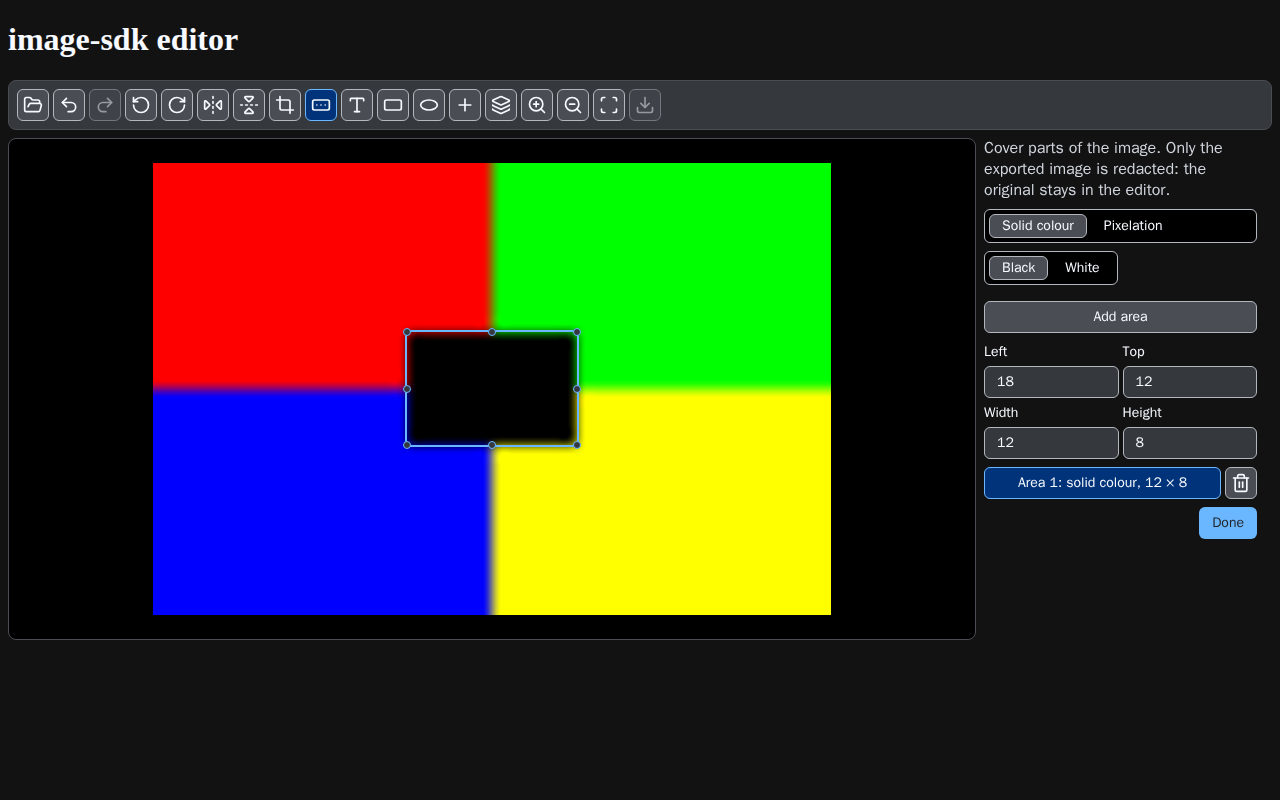 image-sdk editor
Cover parts of the image. Only the
exported image is redacted: the
original stays in the editor.
Solid colour Pixelation
Black White
Add area
Left Top
18 12
Width Height
12 8
Area 1: solid colour, 12 × 8
Done